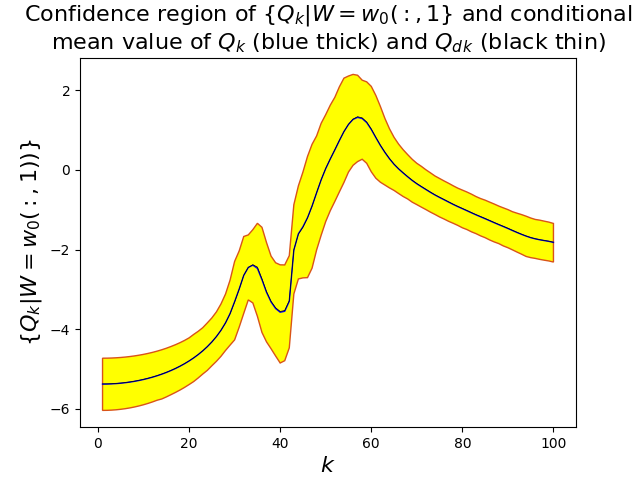 Confidence region of {Q_k|W = w_0(:, 1} and conditional
mean value of Q_k (blue thick) and Q_dk (black thin)
{Q_k|W = w_0(:, 1))}
2
0
−2
−4
−6
0 20 40 60 80 100
k